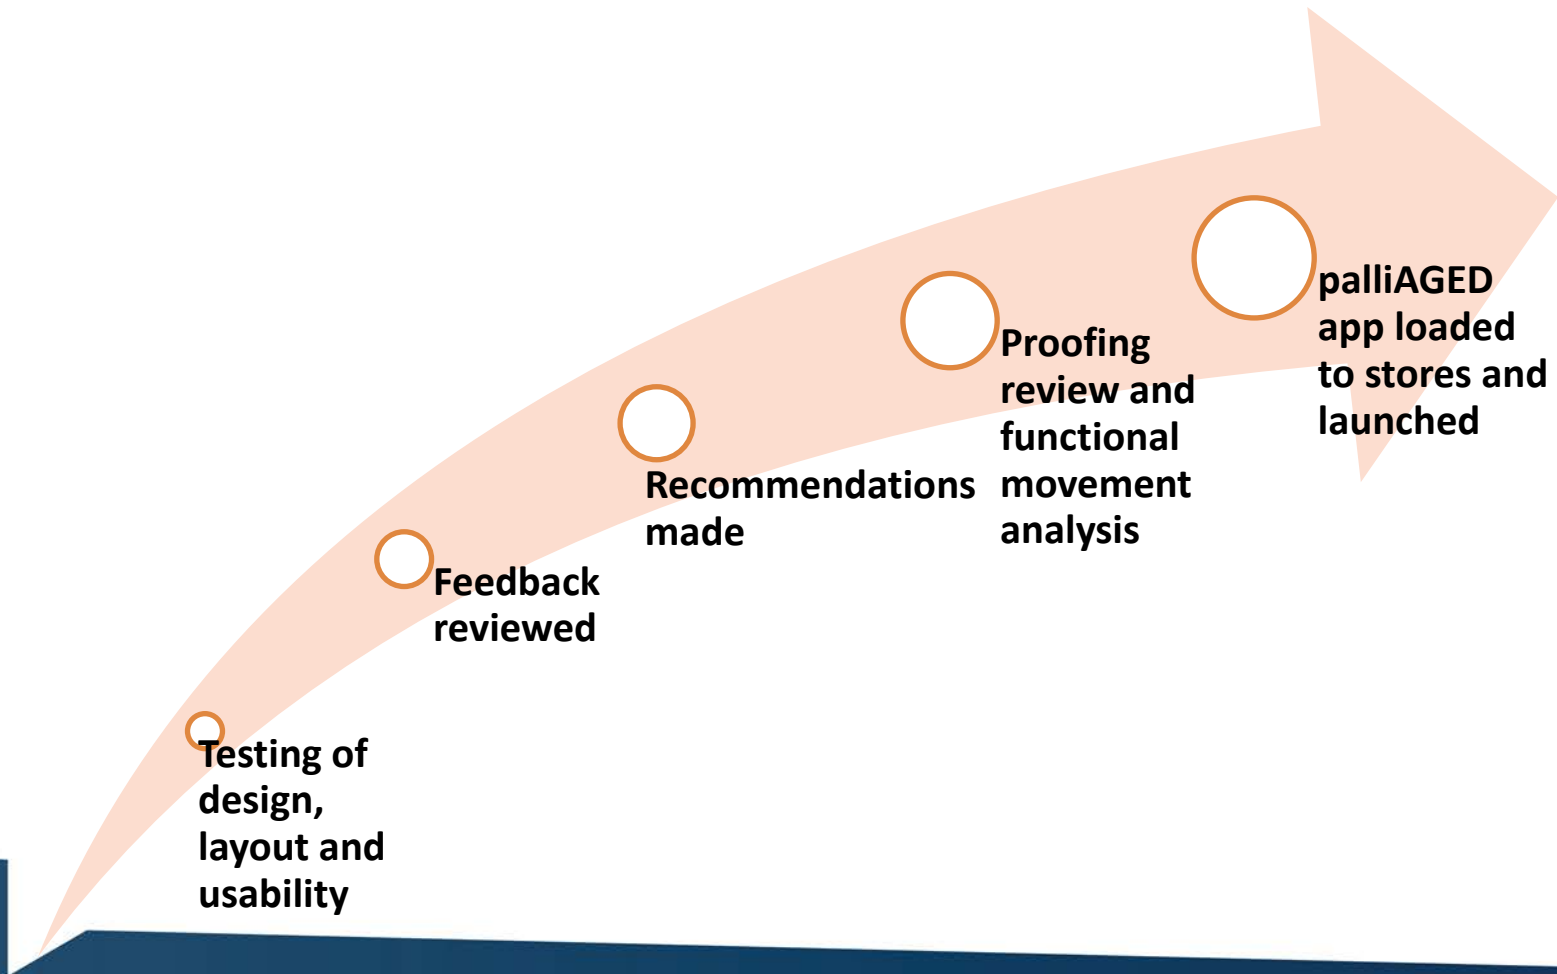 Testing of
design,
layout and
usability
Feedback
reviewed
Recommendations
made
Proofing
review and
functional
movement
analysis
palliAGED
app loaded
to stores and
launched